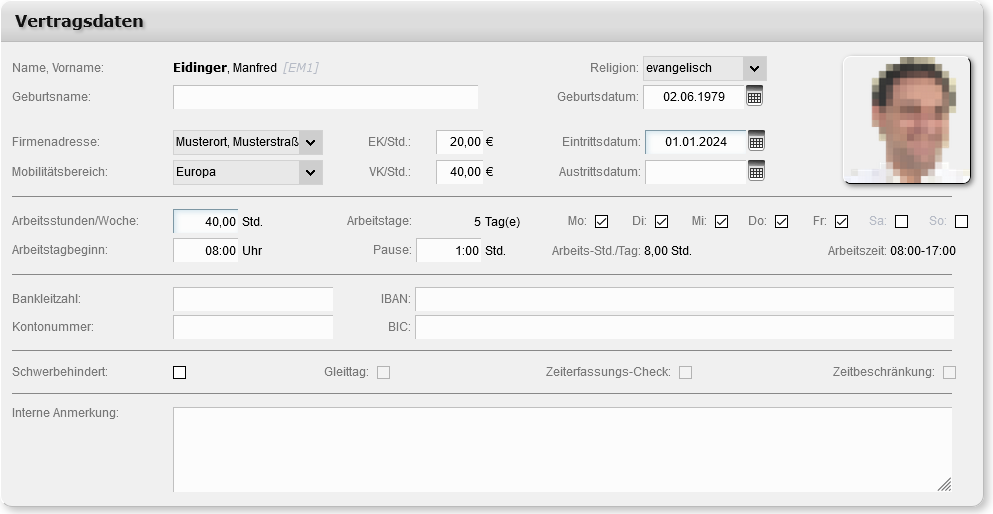 Vertragsdaten
Name, Vorname: Eidinger, Manfred [EM1] Religion: evangelisch
Geburtsname: Geburtsdatum: 02.06.1979
Firmenadresse: Musterort, Musterstraß EK/Std.: 20,00 € Eintrittsdatum: 01.01.2024
Mobilitätsbereich: Europa VK/Std.: 40,00 € Austrittsdatum:
Arbeitsstunden/Woche: 40,00 Std. Arbeitstage: 5 Tag(e) Mo: Di: Mi: Do: Fr: Sa: So:
Arbeitstagbeginn: 08:00 Uhr Pause: 1:00 Std. Arbeits-Std./Tag: 8,00 Std. Arbeitszeit: 08:00-17:00
Bankleitzahl: IBAN:
Kontonummer: BIC:
Schwerbehindert: Gleittag: Zeiterfassungs-Check: Zeitbeschränkung:
Interne Anmerkung: